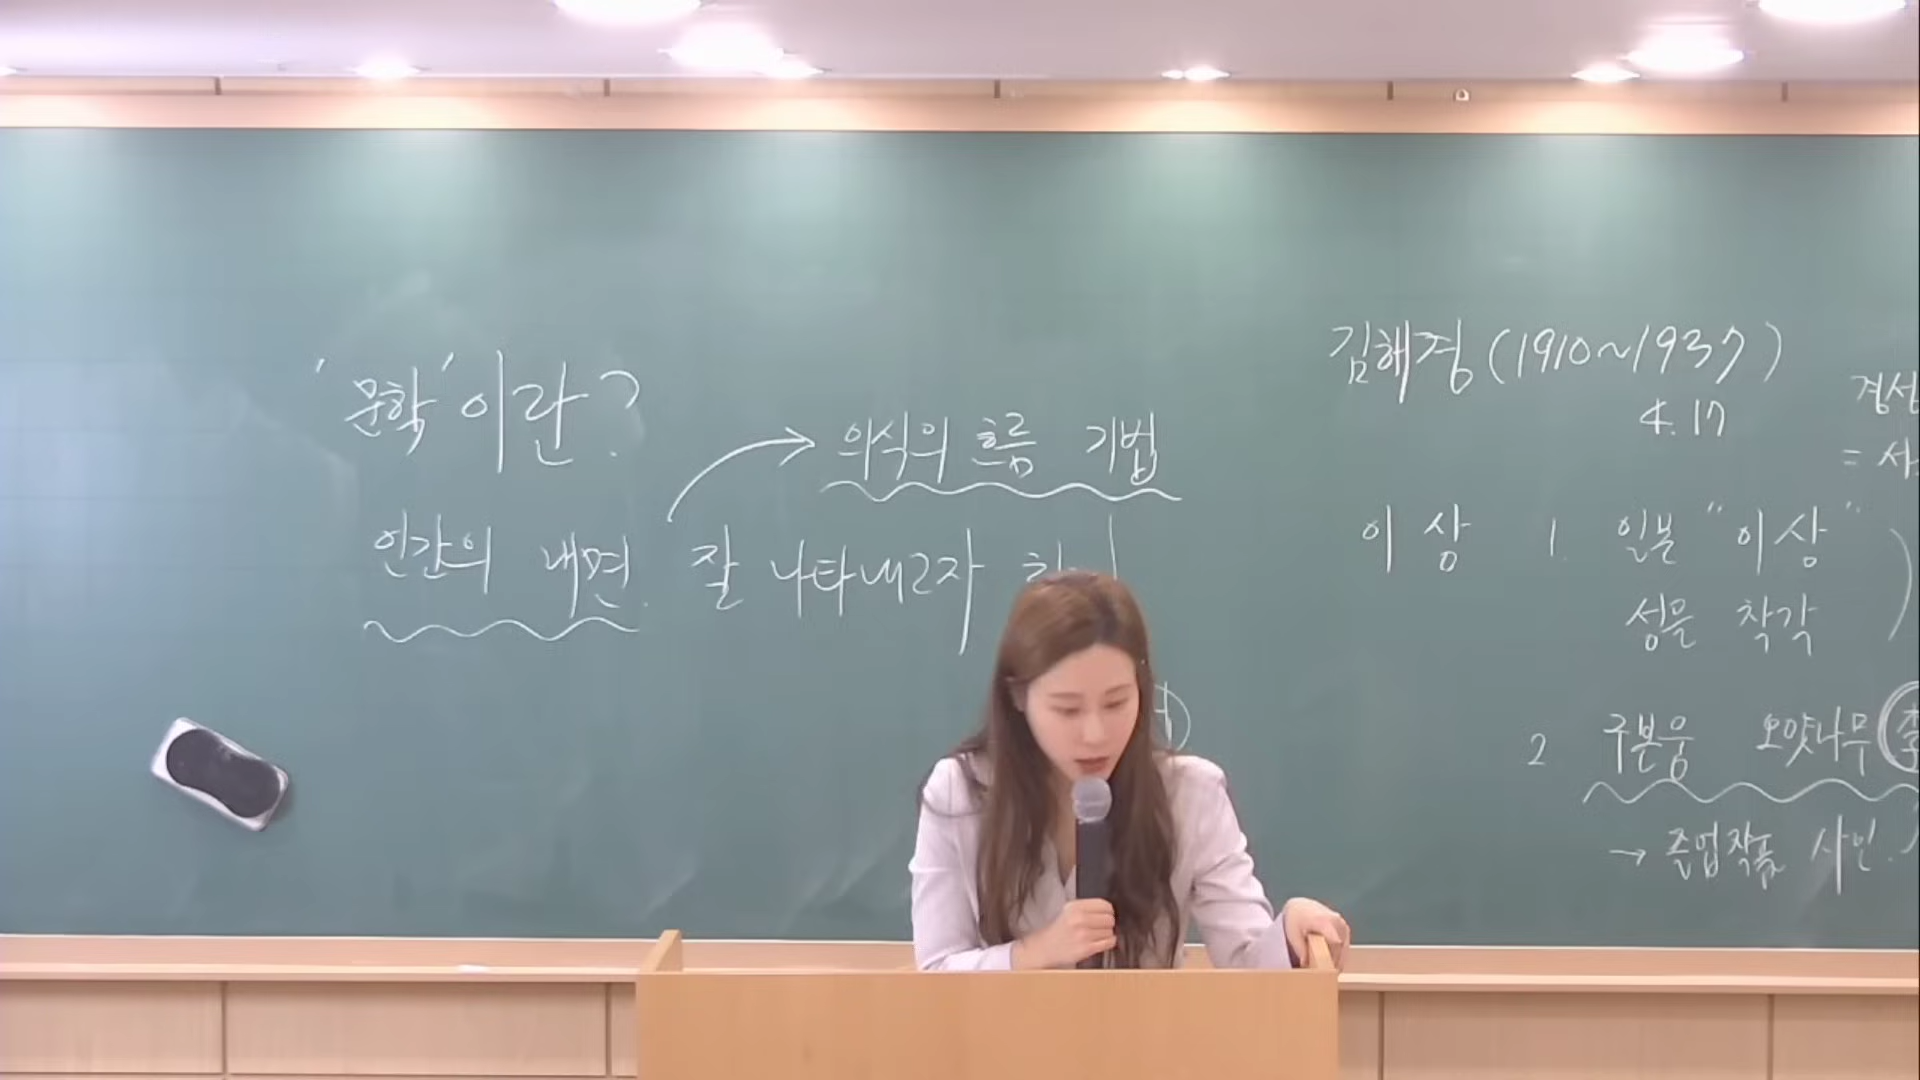 '문학'이란?
의식의 흐름 기법
인간의 내면 잘 나타내고자
김해경(1910~1937)
4. 17
이상 1. 일본 "이상"
성을 착각
2 구본웅 오얏나무 李
→ 졸업작품 사인.